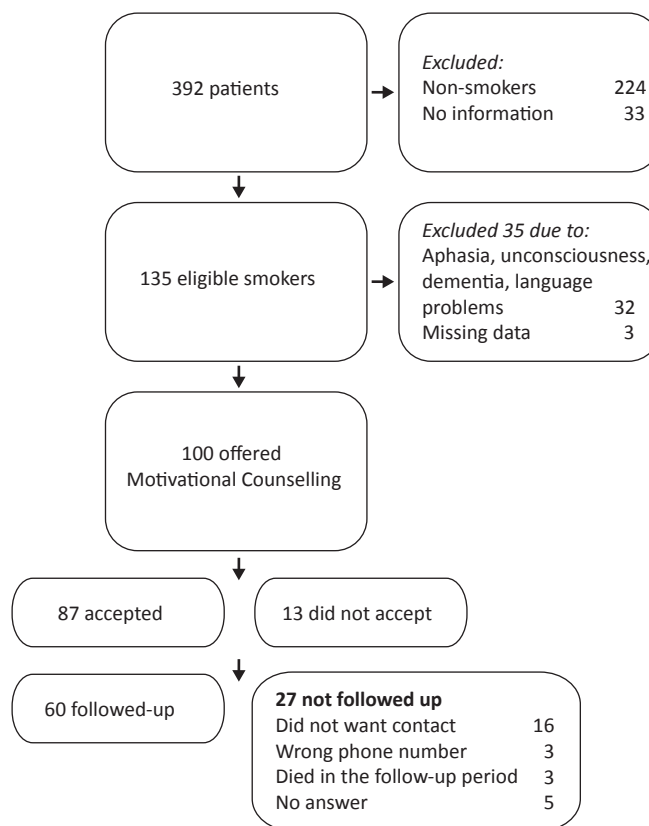 392 patients
Excluded:
Non-smokers 224
No information 33
135 eligible smokers
Excluded 35 due to:
Aphasia, unconsciousness,
dementia, language
problems 32
Missing data 3
100 offered
Motivational Counselling
87 accepted
13 did not accept
60 followed-up
27 not followed up
Did not want contact 16
Wrong phone number 3
Died in the follow-up period 3
No answer 5